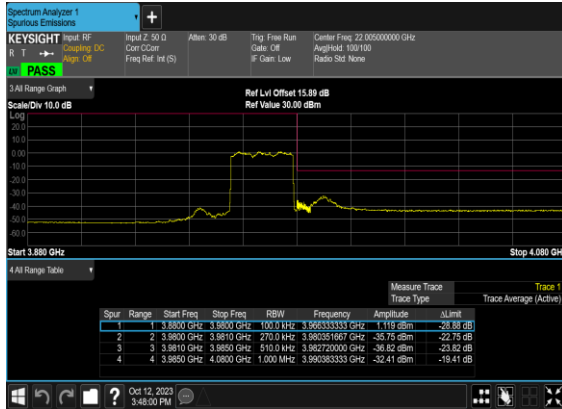 Spectrum Analyzer 1
Spurious Emissions
+
KEYSIGHT Input: RF Input Z: 50 Ω Atten: 30 dB Trig: Free Run Center Freq: 22.005000000 GHz
R T Coupling: DC Corr CCorr Gate: Off Avg|Hold: 100/100
Align: Off Freq Ref: Int (S) IF Gain: Low Radio Std: None
PASS
3 All Range Graph Ref Lvl Offset 15.89 dB
Scale/Div 10.0 dB Ref Value 30.00 dBm
Log
20.0
10.0
0.00
-10.0
-20.0
-30.0
-40.0
-50.0
-60.0
Start 3.880 GHz Stop 4.080 GH
4 All Range Table
Measure Trace Trace 1
Trace Type Trace Average (Active)
Spur Range Start Freq Stop Freq RBW Frequency Amplitude ΔLimit
1 1 3.8800 GHz 3.9800 GHz 100.0 kHz 3.966333333 GHz 1.119 dBm -28.88 dB
2 2 3.9800 GHz 3.9810 GHz 270.0 kHz 3.980351667 GHz -35.75 dBm -22.75 dB
3 3 3.9810 GHz 3.9850 GHz 510.0 kHz 3.982720000 GHz -36.82 dBm -23.82 dB
4 4 3.9850 GHz 4.0800 GHz 1.000 MHz 3.990383333 GHz -32.41 dBm -19.41 dB
? Oct 12, 2023
3:48:00 PM